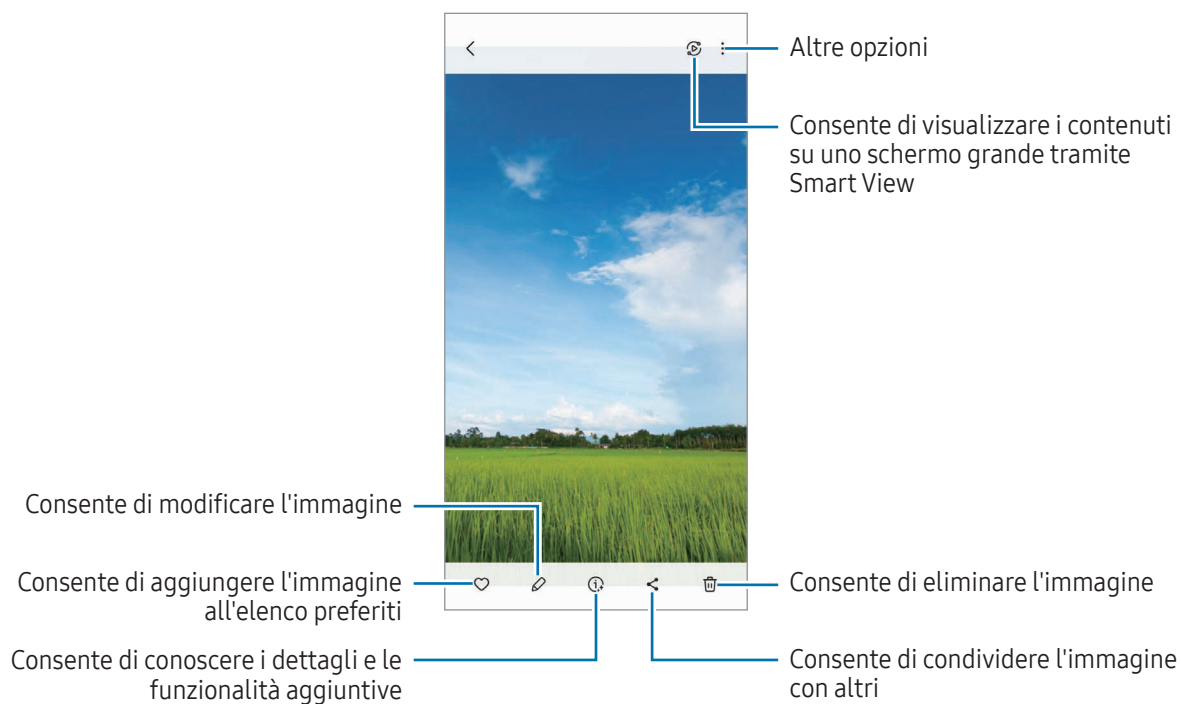 Altre opzioni
Consente di visualizzare i contenuti
su uno schermo grande tramite
Smart View
Consente di modificare l'immagine
Consente di aggiungere l'immagine
all'elenco preferiti
Consente di eliminare l'immagine
Consente di conoscere i dettagli e le
funzionalità aggiuntive
Consente di condividere l'immagine
con altri